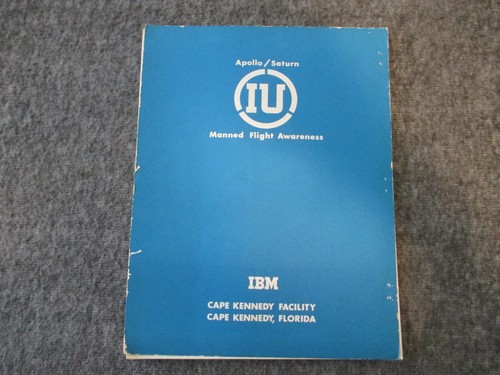 Apollo/Saturn
IU
Manned Flight Awareness
IBM
CAPE KENNEDY FACILITY
CAPE KENNEDY, FLORIDA